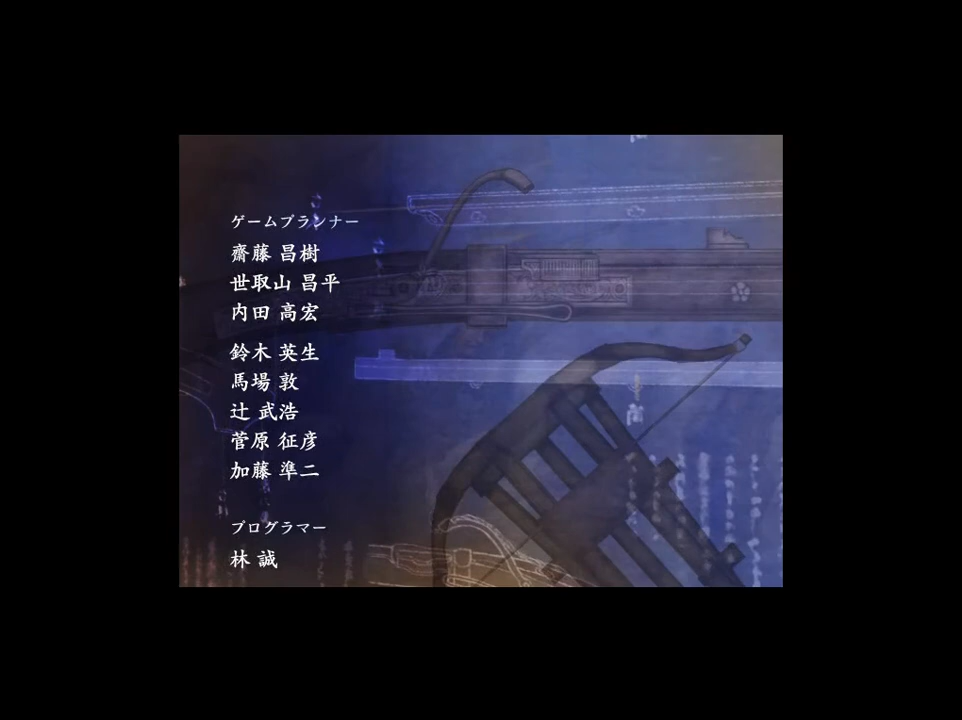 ゲームプランナー
齋藤 昌樹
世取山 昌平
内田 高宏
鈴木 英生
馬場 敦
辻 武浩
菅原 征彦
加藤 準二
プログラマー
林 誠